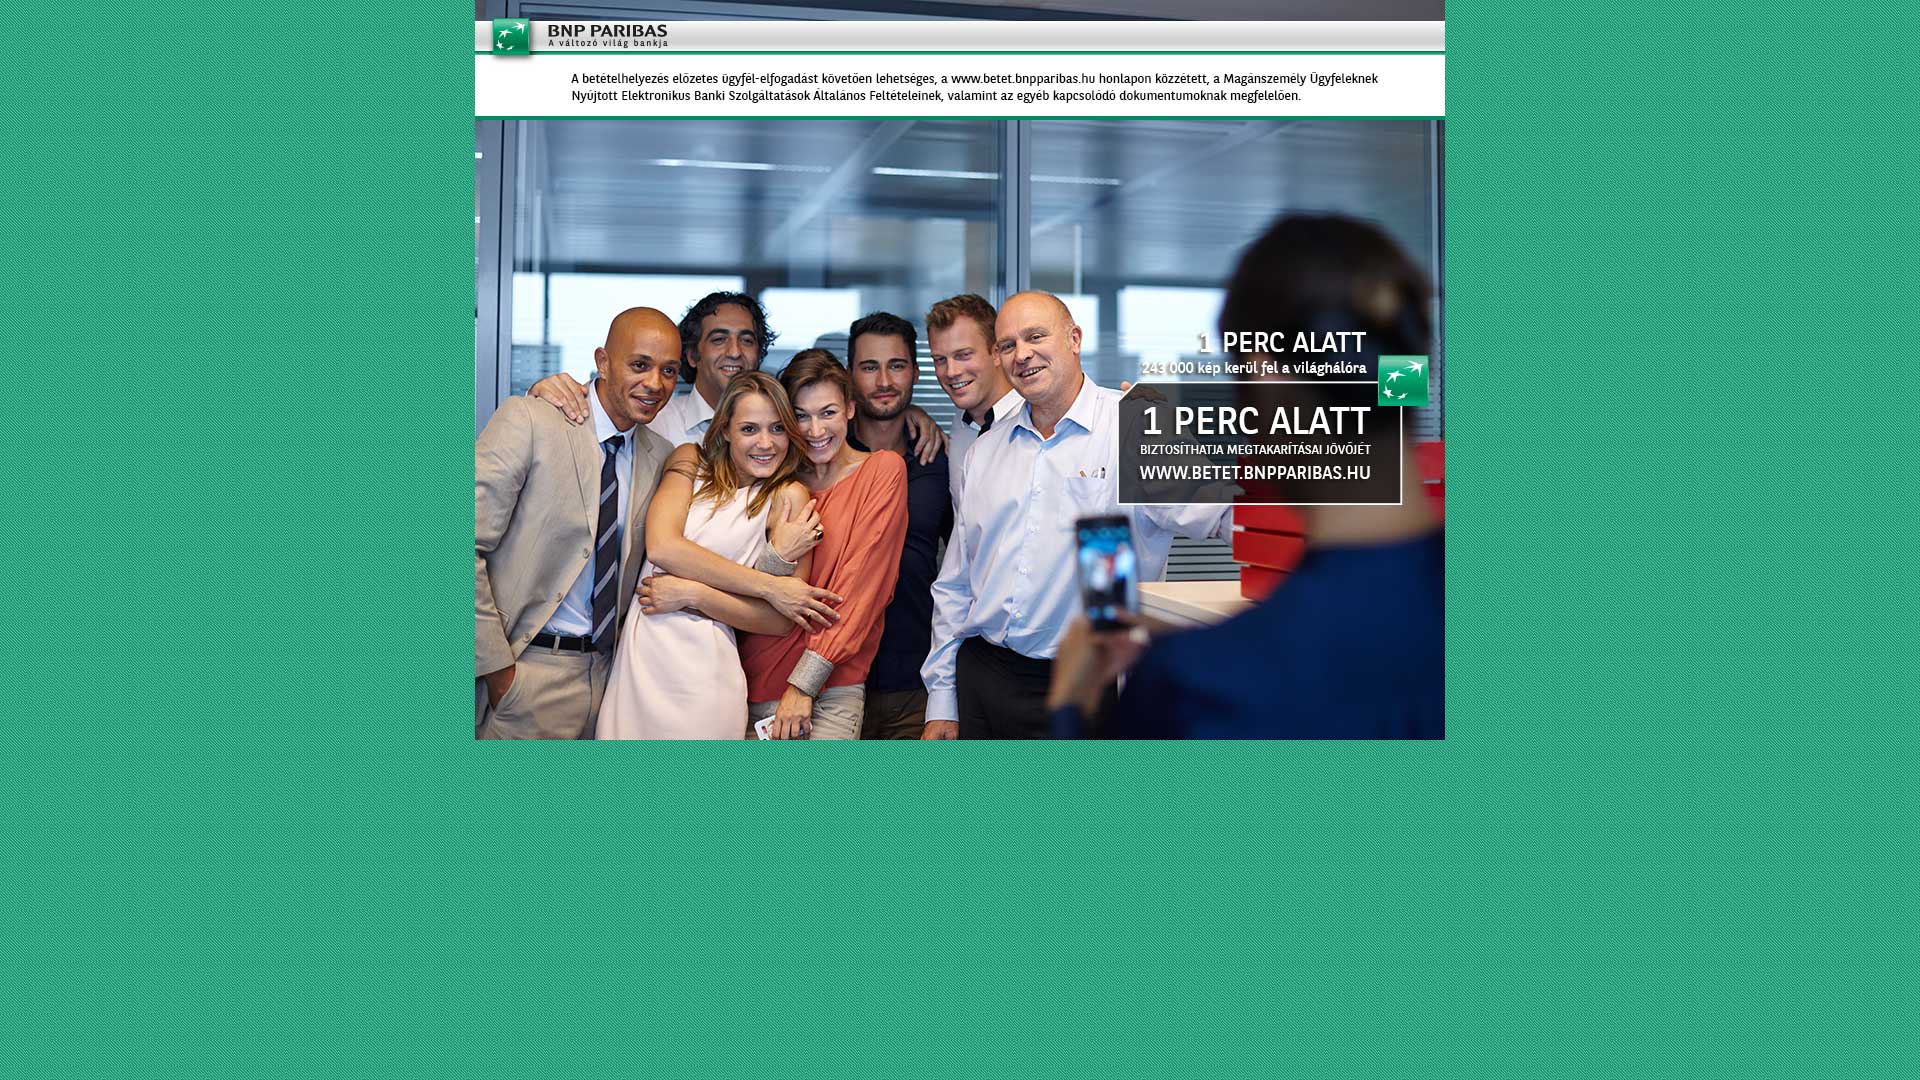 BNP PARIBAS
A változó világ bankja
A betételhelyezés előzetes ügyfél-elfogadást követően lehetséges, a www.betet.bnpparibas.hu honlapon közzétett, a Magánszemély Ügyfeleknek
Nyújtott Elektronikus Banki Szolgáltatások Általános Feltételeinek, valamint az egyéb kapcsolódó dokumentumoknak megfelelően.
1 PERC ALATT
243 000 kép kerül fel a világhálóra
1 PERC ALATT
BIZTOSÍTHATJA MEGTAKARÍTÁSAI JÖVŐJÉT
WWW.BETET.BNPPARIBAS.HU